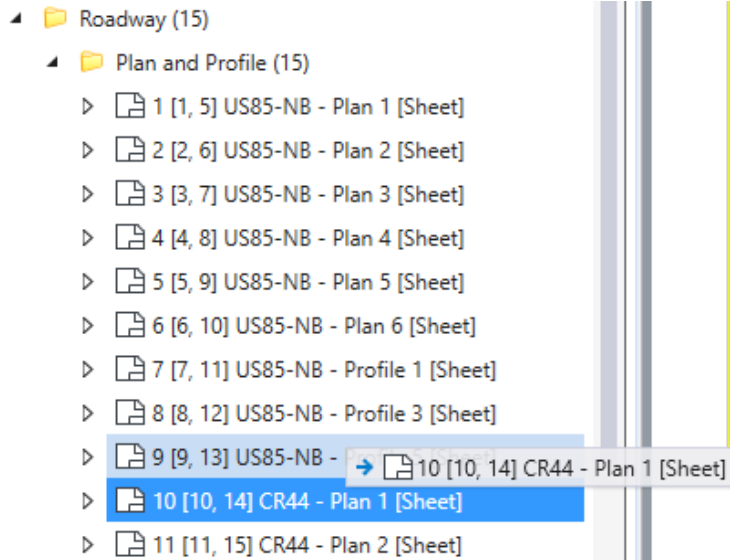 Roadway (15)
Plan and Profile (15)
1 [1, 5] US85-NB - Plan 1 [Sheet]
2 [2, 6] US85-NB - Plan 2 [Sheet]
3 [3, 7] US85-NB - Plan 3 [Sheet]
4 [4, 8] US85-NB - Plan 4 [Sheet]
5 [5, 9] US85-NB - Plan 5 [Sheet]
6 [6, 10] US85-NB - Plan 6 [Sheet]
7 [7, 11] US85-NB - Profile 1 [Sheet]
8 [8, 12] US85-NB - Profile 3 [Sheet]
9 [9, 13] US85-NB -
10 [10, 14] CR44 - Plan 1 [Sheet]
10 [10, 14] CR44 - Plan 1 [Sheet]
11 [11, 15] CR44 - Plan 2 [Sheet]